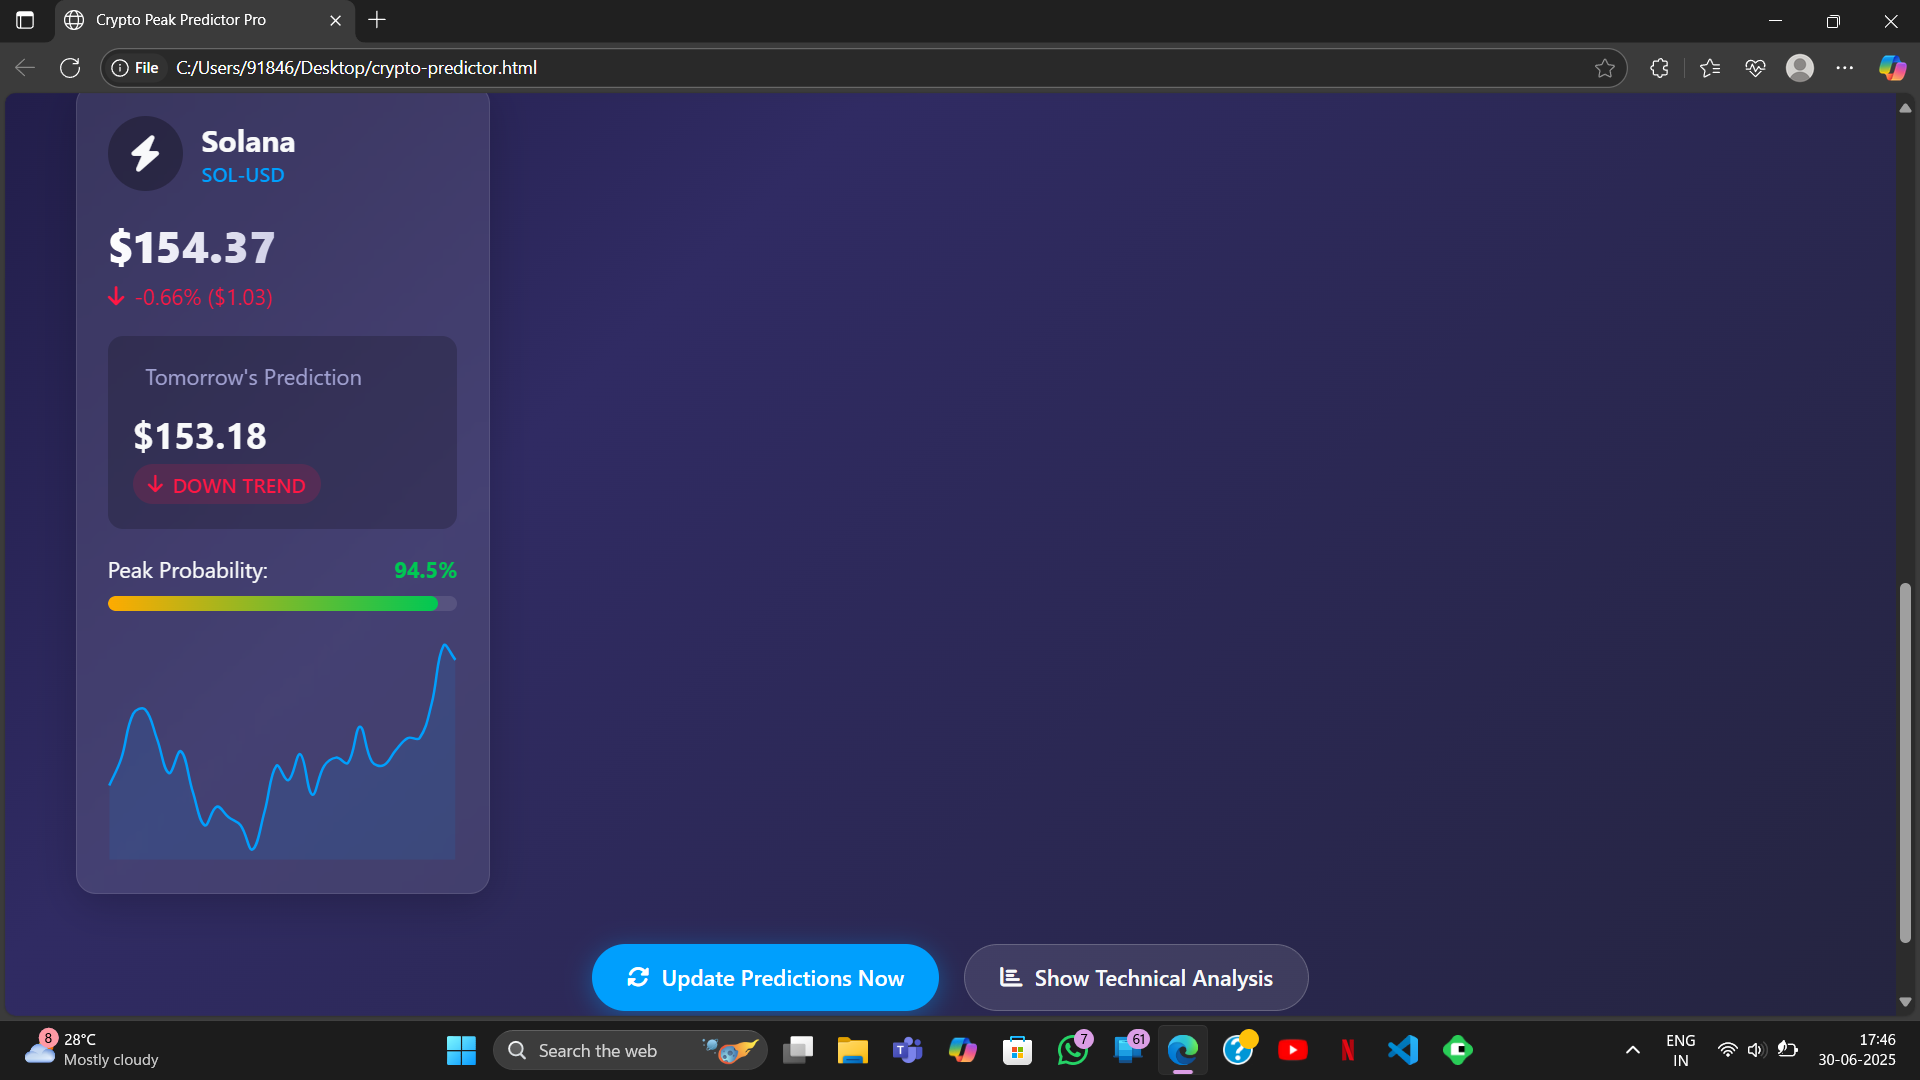 Crypto Peak Predictor Pro
File C:/Users/91846/Desktop/crypto-predictor.html
Solana
SOL-USD
$154.37
-0.66% ($1.03)
Tomorrow's Prediction
$153.18
DOWN TREND
Peak Probability: 94.5%
Update Predictions Now
Show Technical Analysis
8
28°C
Mostly cloudy
Search the web
T
7
61
?
N
ENG
IN
17:46
30-06-2025